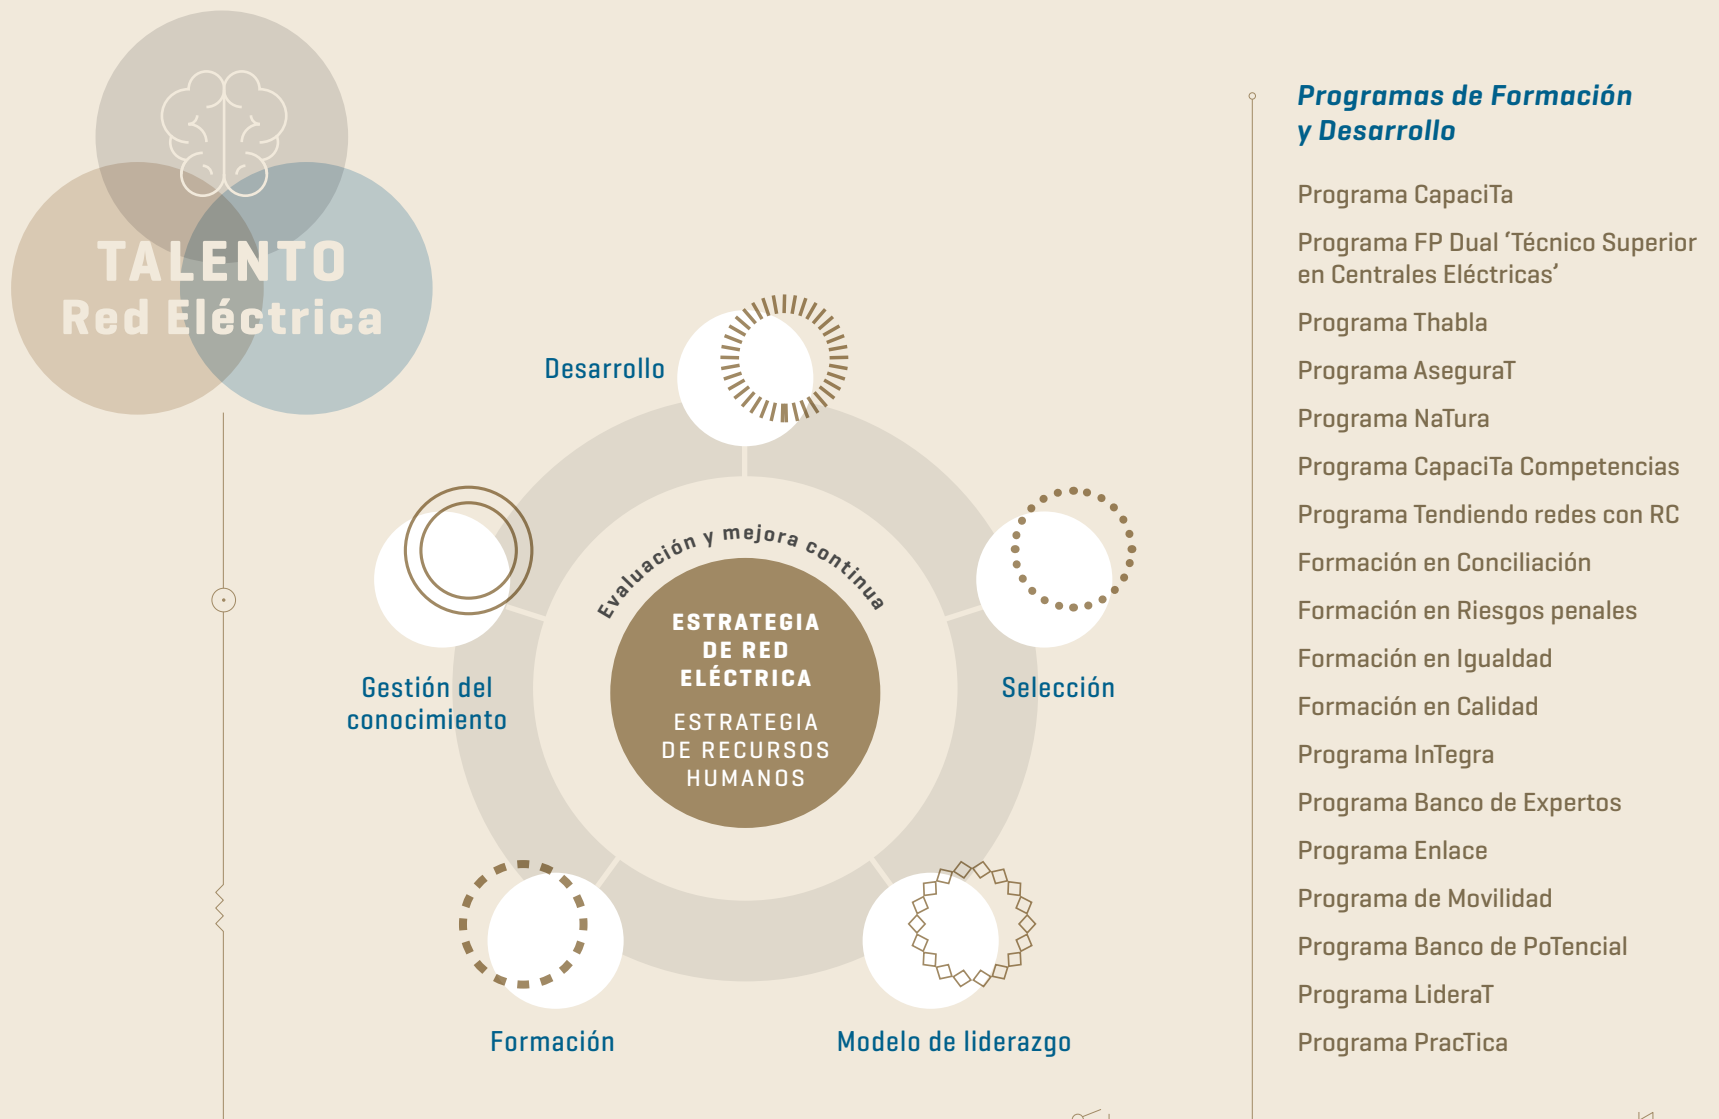 TALENTO
Red Eléctrica
Desarrollo
Evaluación y mejora continua
ESTRATEGIA
DE RED
ELÉCTRICA
ESTRATEGIA
DE RECURSOS
HUMANOS
Gestión del
conocimiento
Selección
Formación
Modelo de liderazgo
Programas de Formación
y Desarrollo
Programa CapaciTa
Programa FP Dual ‘Técnico Superior
en Centrales Eléctricas’
Programa Thabla
Programa AseguraT
Programa NaTura
Programa CapaciTa Competencias
Programa Tendiendo redes con RC
Formación en Conciliación
Formación en Riesgos penales
Formación en Igualdad
Formación en Calidad
Programa InTegra
Programa Banco de Expertos
Programa Enlace
Programa de Movilidad
Programa Banco de PoTencial
Programa LideraT
Programa PracTica